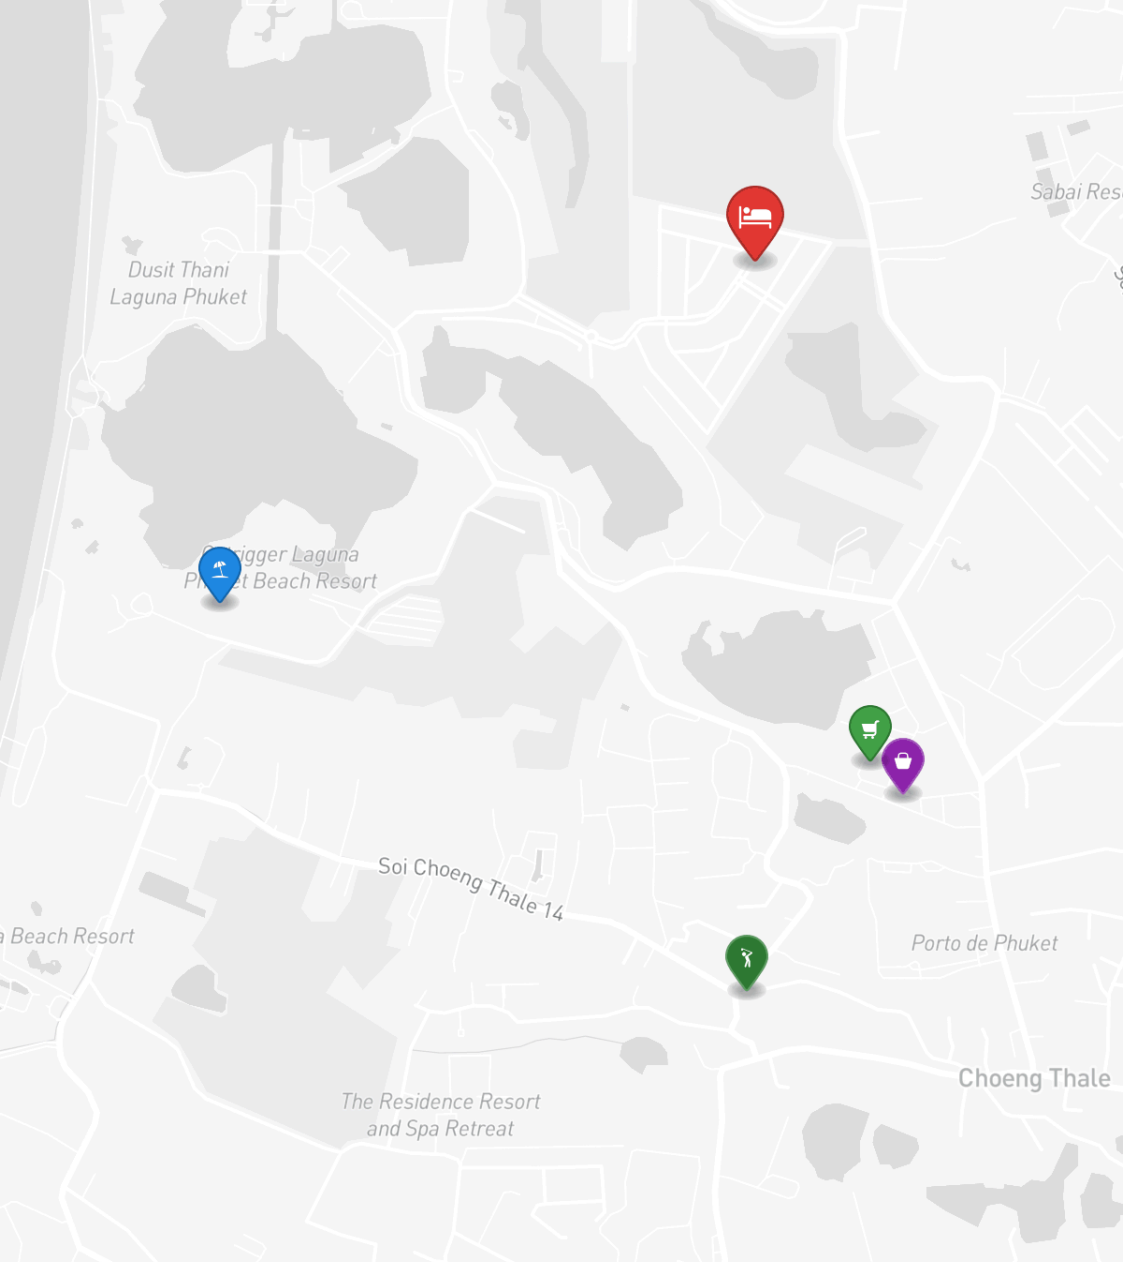 Sabai Res
Dusit Thani
Laguna Phuket
Laguna
Beach Resort
Soi Choeng Thale 14
a Beach Resort
Porto de Phuket
Choeng Thale
The Residence Resort
and Spa Retreat